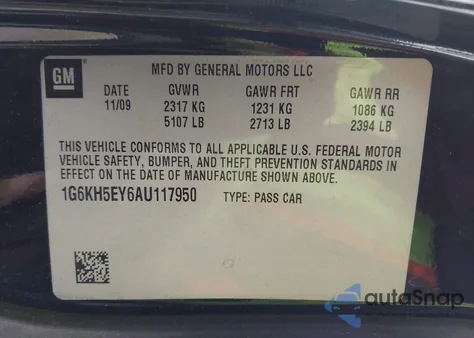 GM
MFD BY GENERAL MOTORS LLC
DATE GVWR GAWR FRT GAWR RR
11/09 2317 KG 1231 KG 1086 KG
5107 LB 2713 LB 2394 LB
THIS VEHICLE CONFORMS TO ALL APPLICABLE U.S. FEDERAL MOTOR
VEHICLE SAFETY, BUMPER, AND THEFT PREVENTION STANDARDS IN
EFFECT ON THE DATE OF MANUFACTURE SHOWN ABOVE.
1G6KH5EY6AU117950 TYPE: PASS CAR
autoSnap